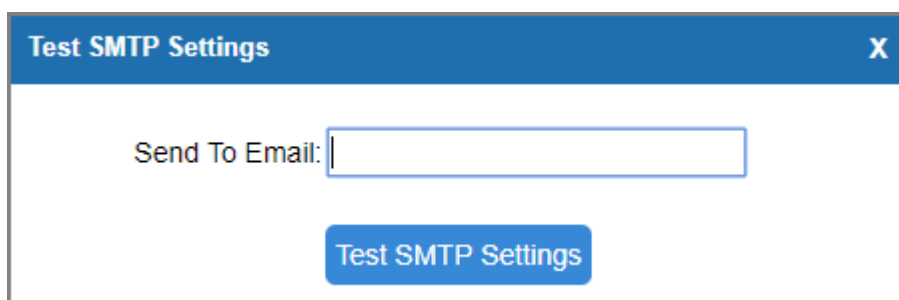 Test SMTP Settings X
Send To Email:
Test SMTP Settings